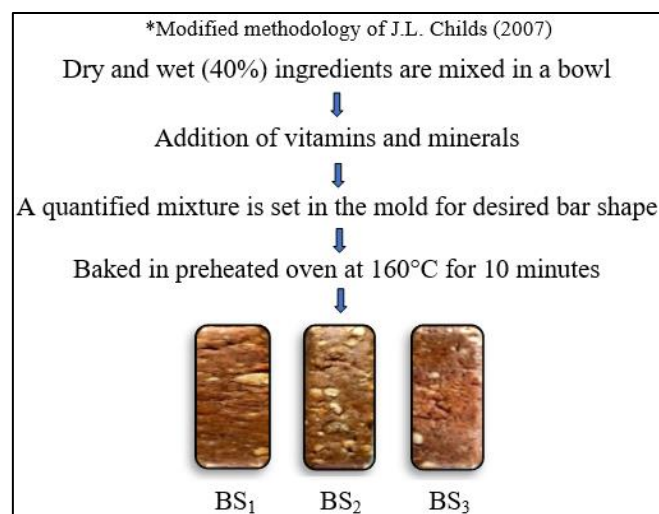 *Modified methodology of J.L. Childs (2007)
Dry and wet (40%) ingredients are mixed in a bowl
Addition of vitamins and minerals
A quantified mixture is set in the mold for desired bar shape
Baked in preheated oven at 160°C for 10 minutes
BS₁ BS₂ BS₃